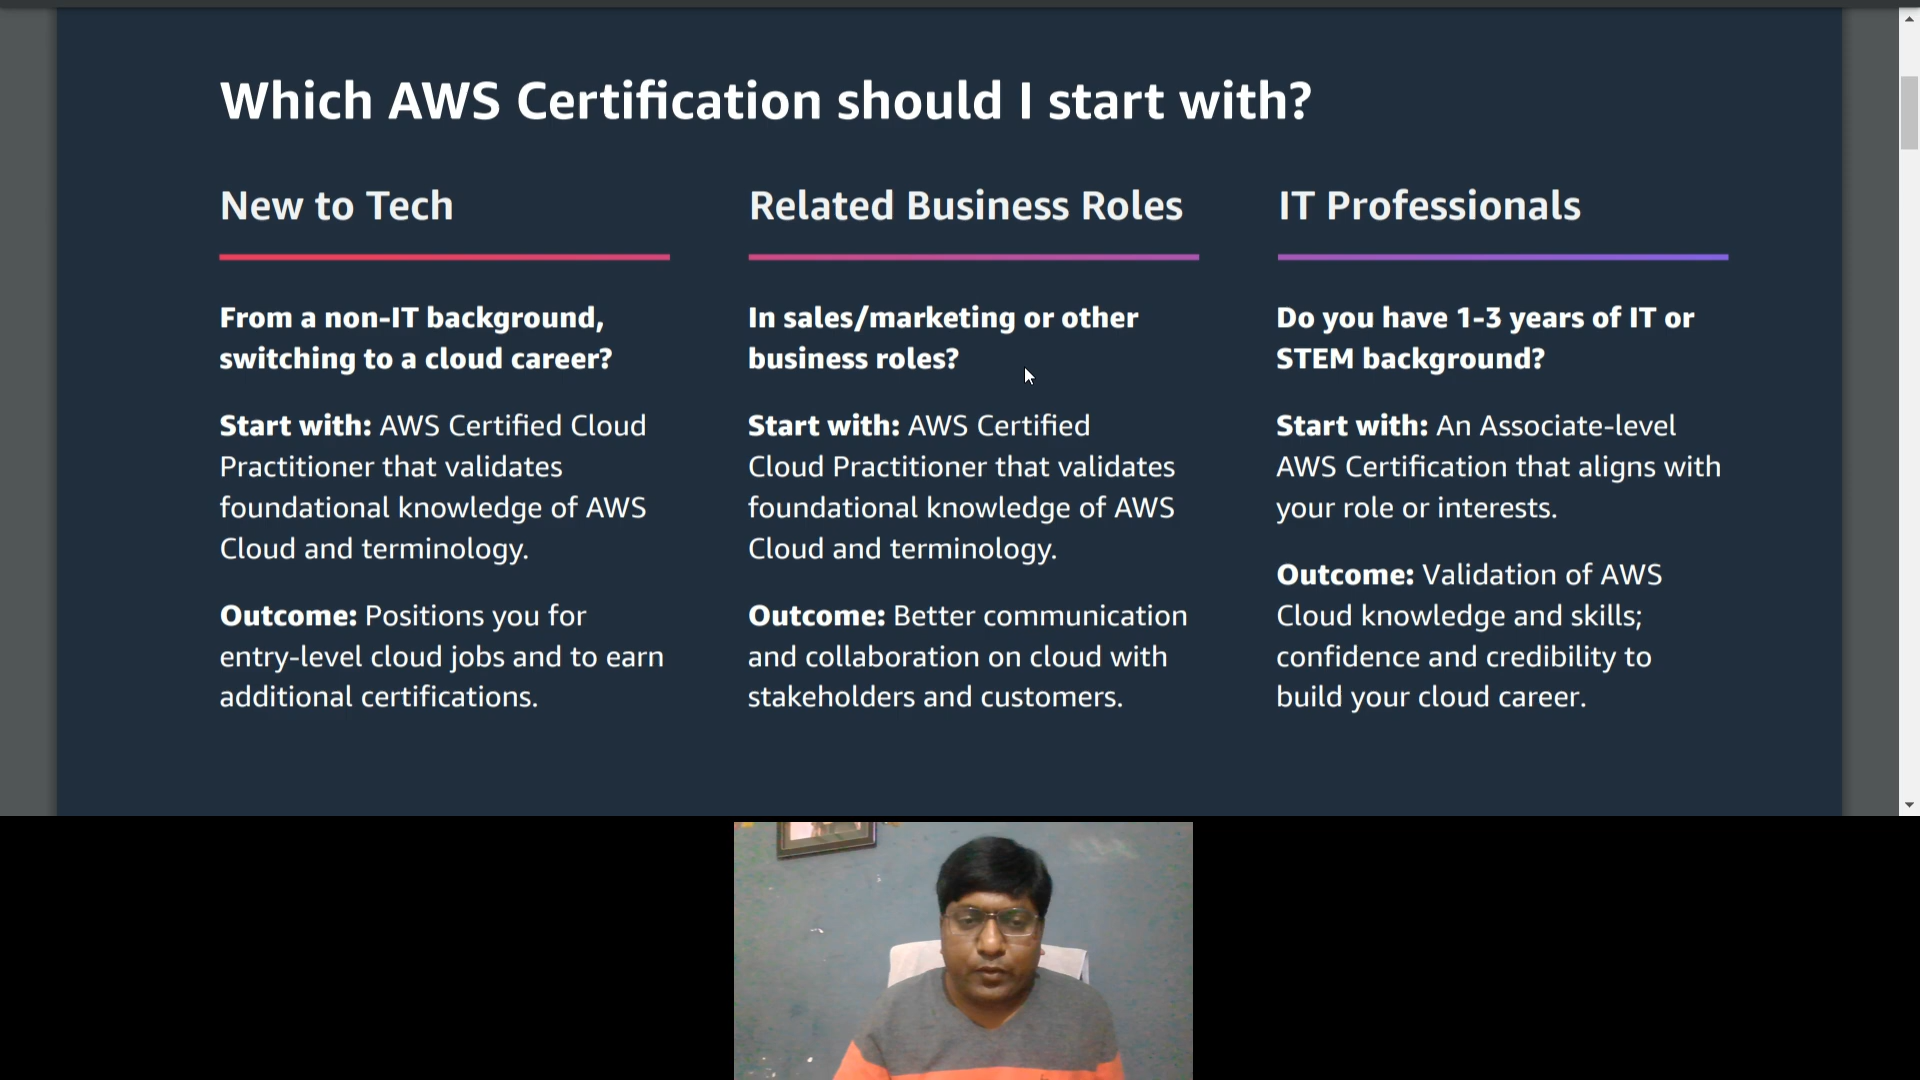 Which AWS Certification should I start with?
New to Tech
From a non-IT background,
switching to a cloud career?
Start with: AWS Certified Cloud
Practitioner that validates
foundational knowledge of AWS
Cloud and terminology.
Outcome: Positions you for
entry-level cloud jobs and to earn
additional certifications.
Related Business Roles
In sales/marketing or other
business roles?
Start with: AWS Certified
Cloud Practitioner that validates
foundational knowledge of AWS
Cloud and terminology.
Outcome: Better communication
and collaboration on cloud with
stakeholders and customers.
IT Professionals
Do you have 1-3 years of IT or
STEM background?
Start with: An Associate-level
AWS Certification that aligns with
your role or interests.
Outcome: Validation of AWS
Cloud knowledge and skills;
confidence and credibility to
build your cloud career.